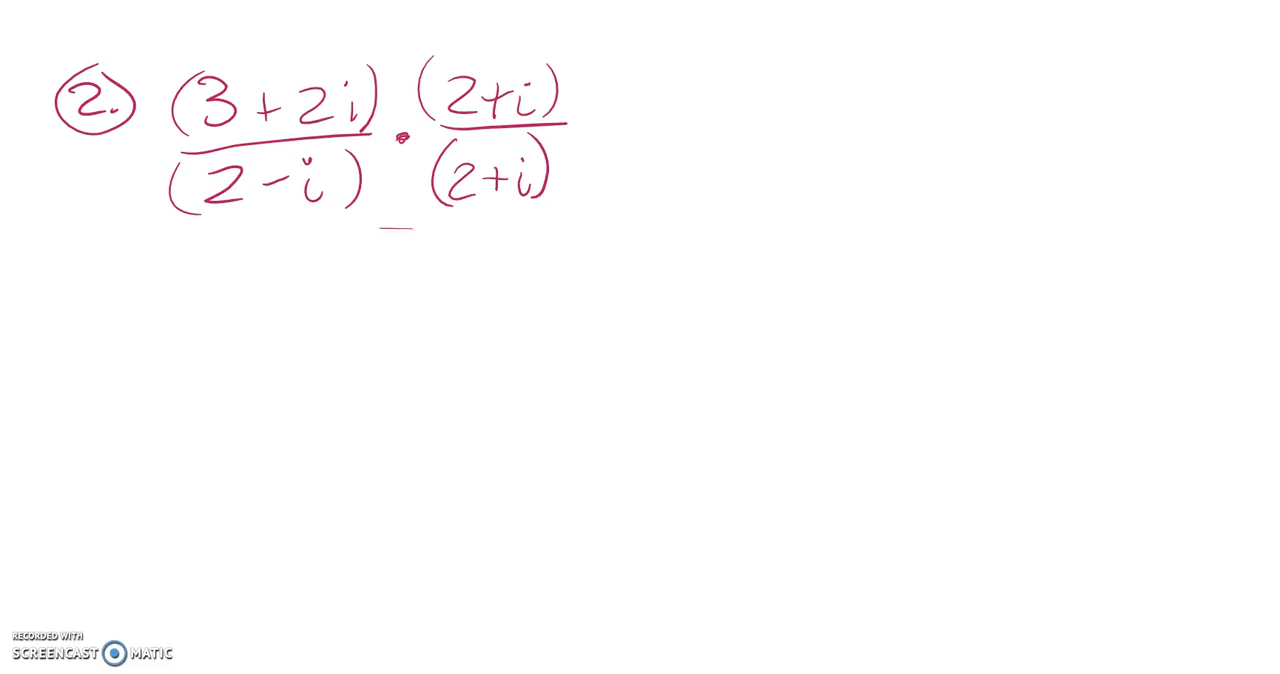 2. (3 + 2i) / (2 - i) · (2 + i) / (2 + i)
RECORDED WITH
SCREENCAST MATIC